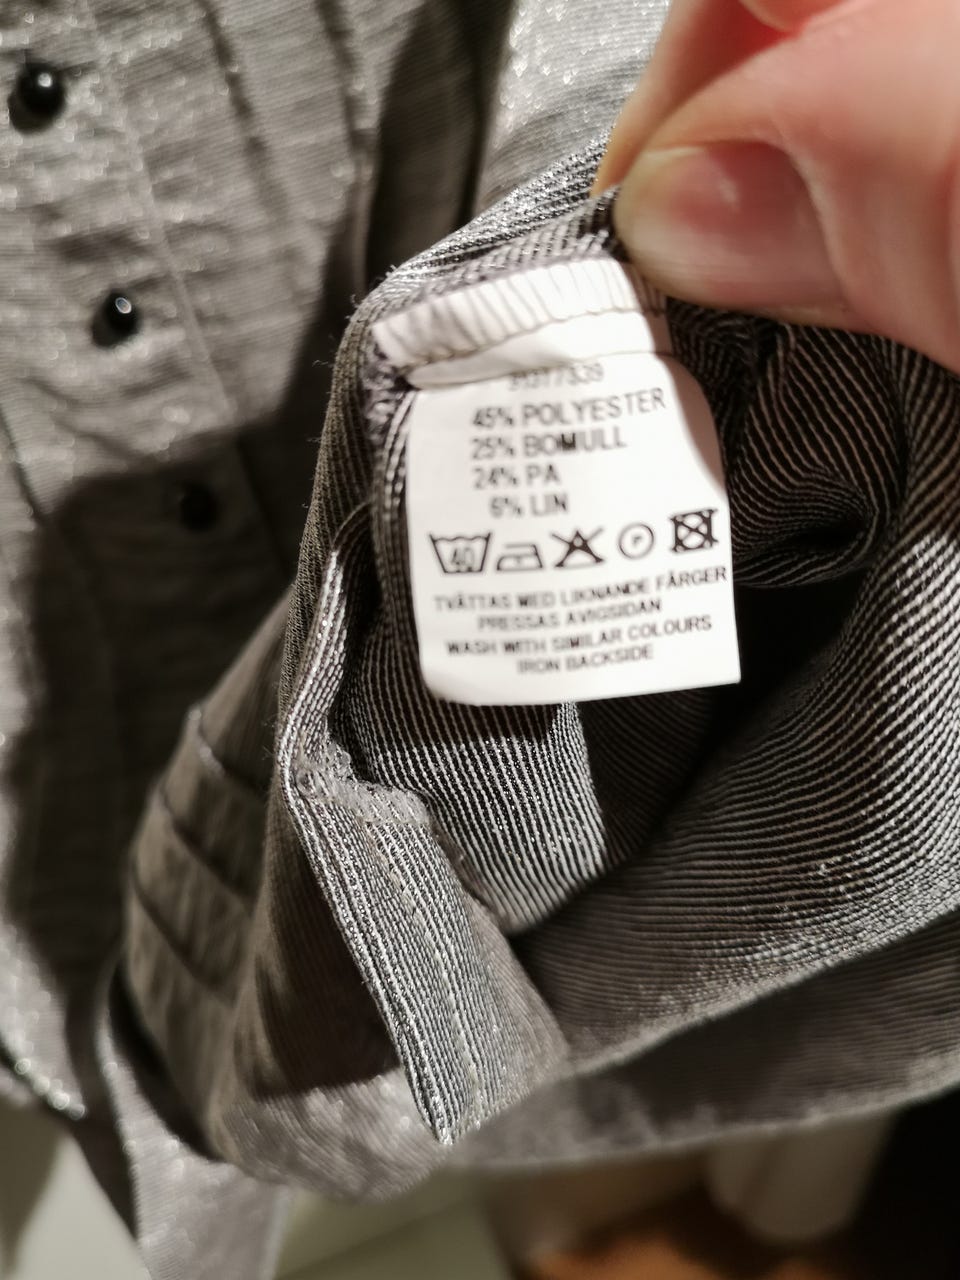 45% POLYESTER
25% BOMULL
24% PA
6% LIN
40 P
TVÄTTAS MED LIKNANDE FÄRGER
PRESSAS AVIGSIDAN
WASH WITH SIMILAR COLOURS
IRON BACKSIDE